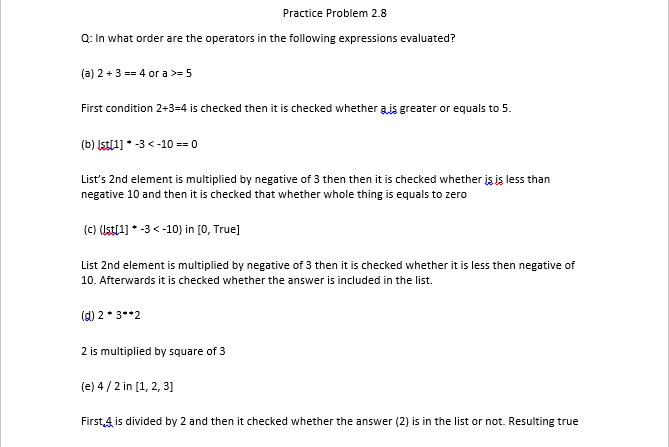 Practice Problem 2.8
Q: In what order are the operators in the following expressions evaluated?
(a) 2 + 3 == 4 or a >= 5
First condition 2+3=4 is checked then it is checked whether a is greater or equals to 5.
(b) lst[1] * -3 < -10 == 0
List's 2nd element is multiplied by negative of 3 then then it is checked whether is is less than
negative 10 and then it is checked that whether whole thing is equals to zero
(c) (lst[1] * -3 < -10) in [0, True]
List 2nd element is multiplied by negative of 3 then it is checked whether it is less then negative of
10. Afterwards it is checked whether the answer is included in the list.
(d) 2 * 3**2
2 is multiplied by square of 3
(e) 4 / 2 in [1, 2, 3]
First 4 is divided by 2 and then it checked whether the answer (2) is in the list or not. Resulting true